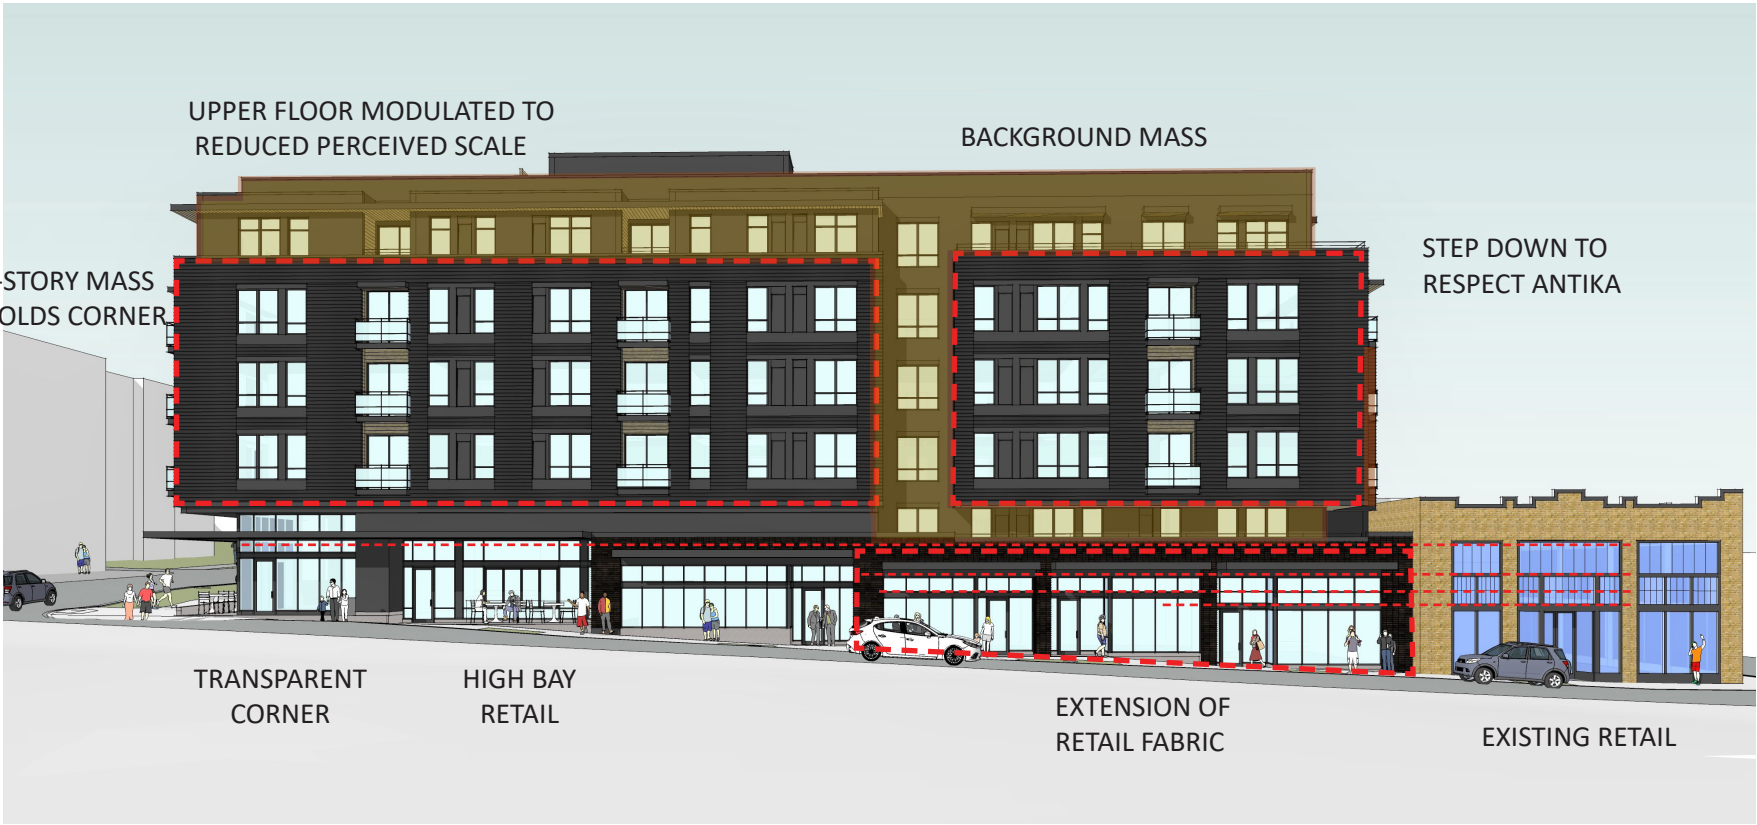 UPPER FLOOR MODULATED TO
REDUCED PERCEIVED SCALE
BACKGROUND MASS
-STORY MASS
OLDS CORNER
STEP DOWN TO
RESPECT ANTIKA
TRANSPARENT
CORNER
HIGH BAY
RETAIL
EXTENSION OF
RETAIL FABRIC
EXISTING RETAIL